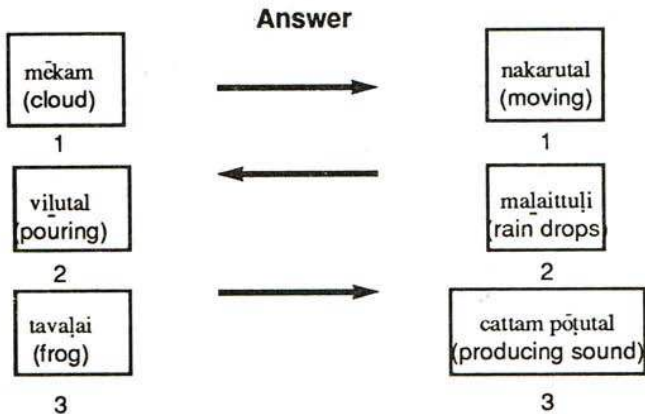 Answer
mēkam
(cloud)
nakarutal
(moving)
1
1
viḻutal
(pouring)
maḻaittuḷi
(rain drops)
2
2
tavaḷai
(frog)
cattam pōṭutal
(producing sound)
3
3